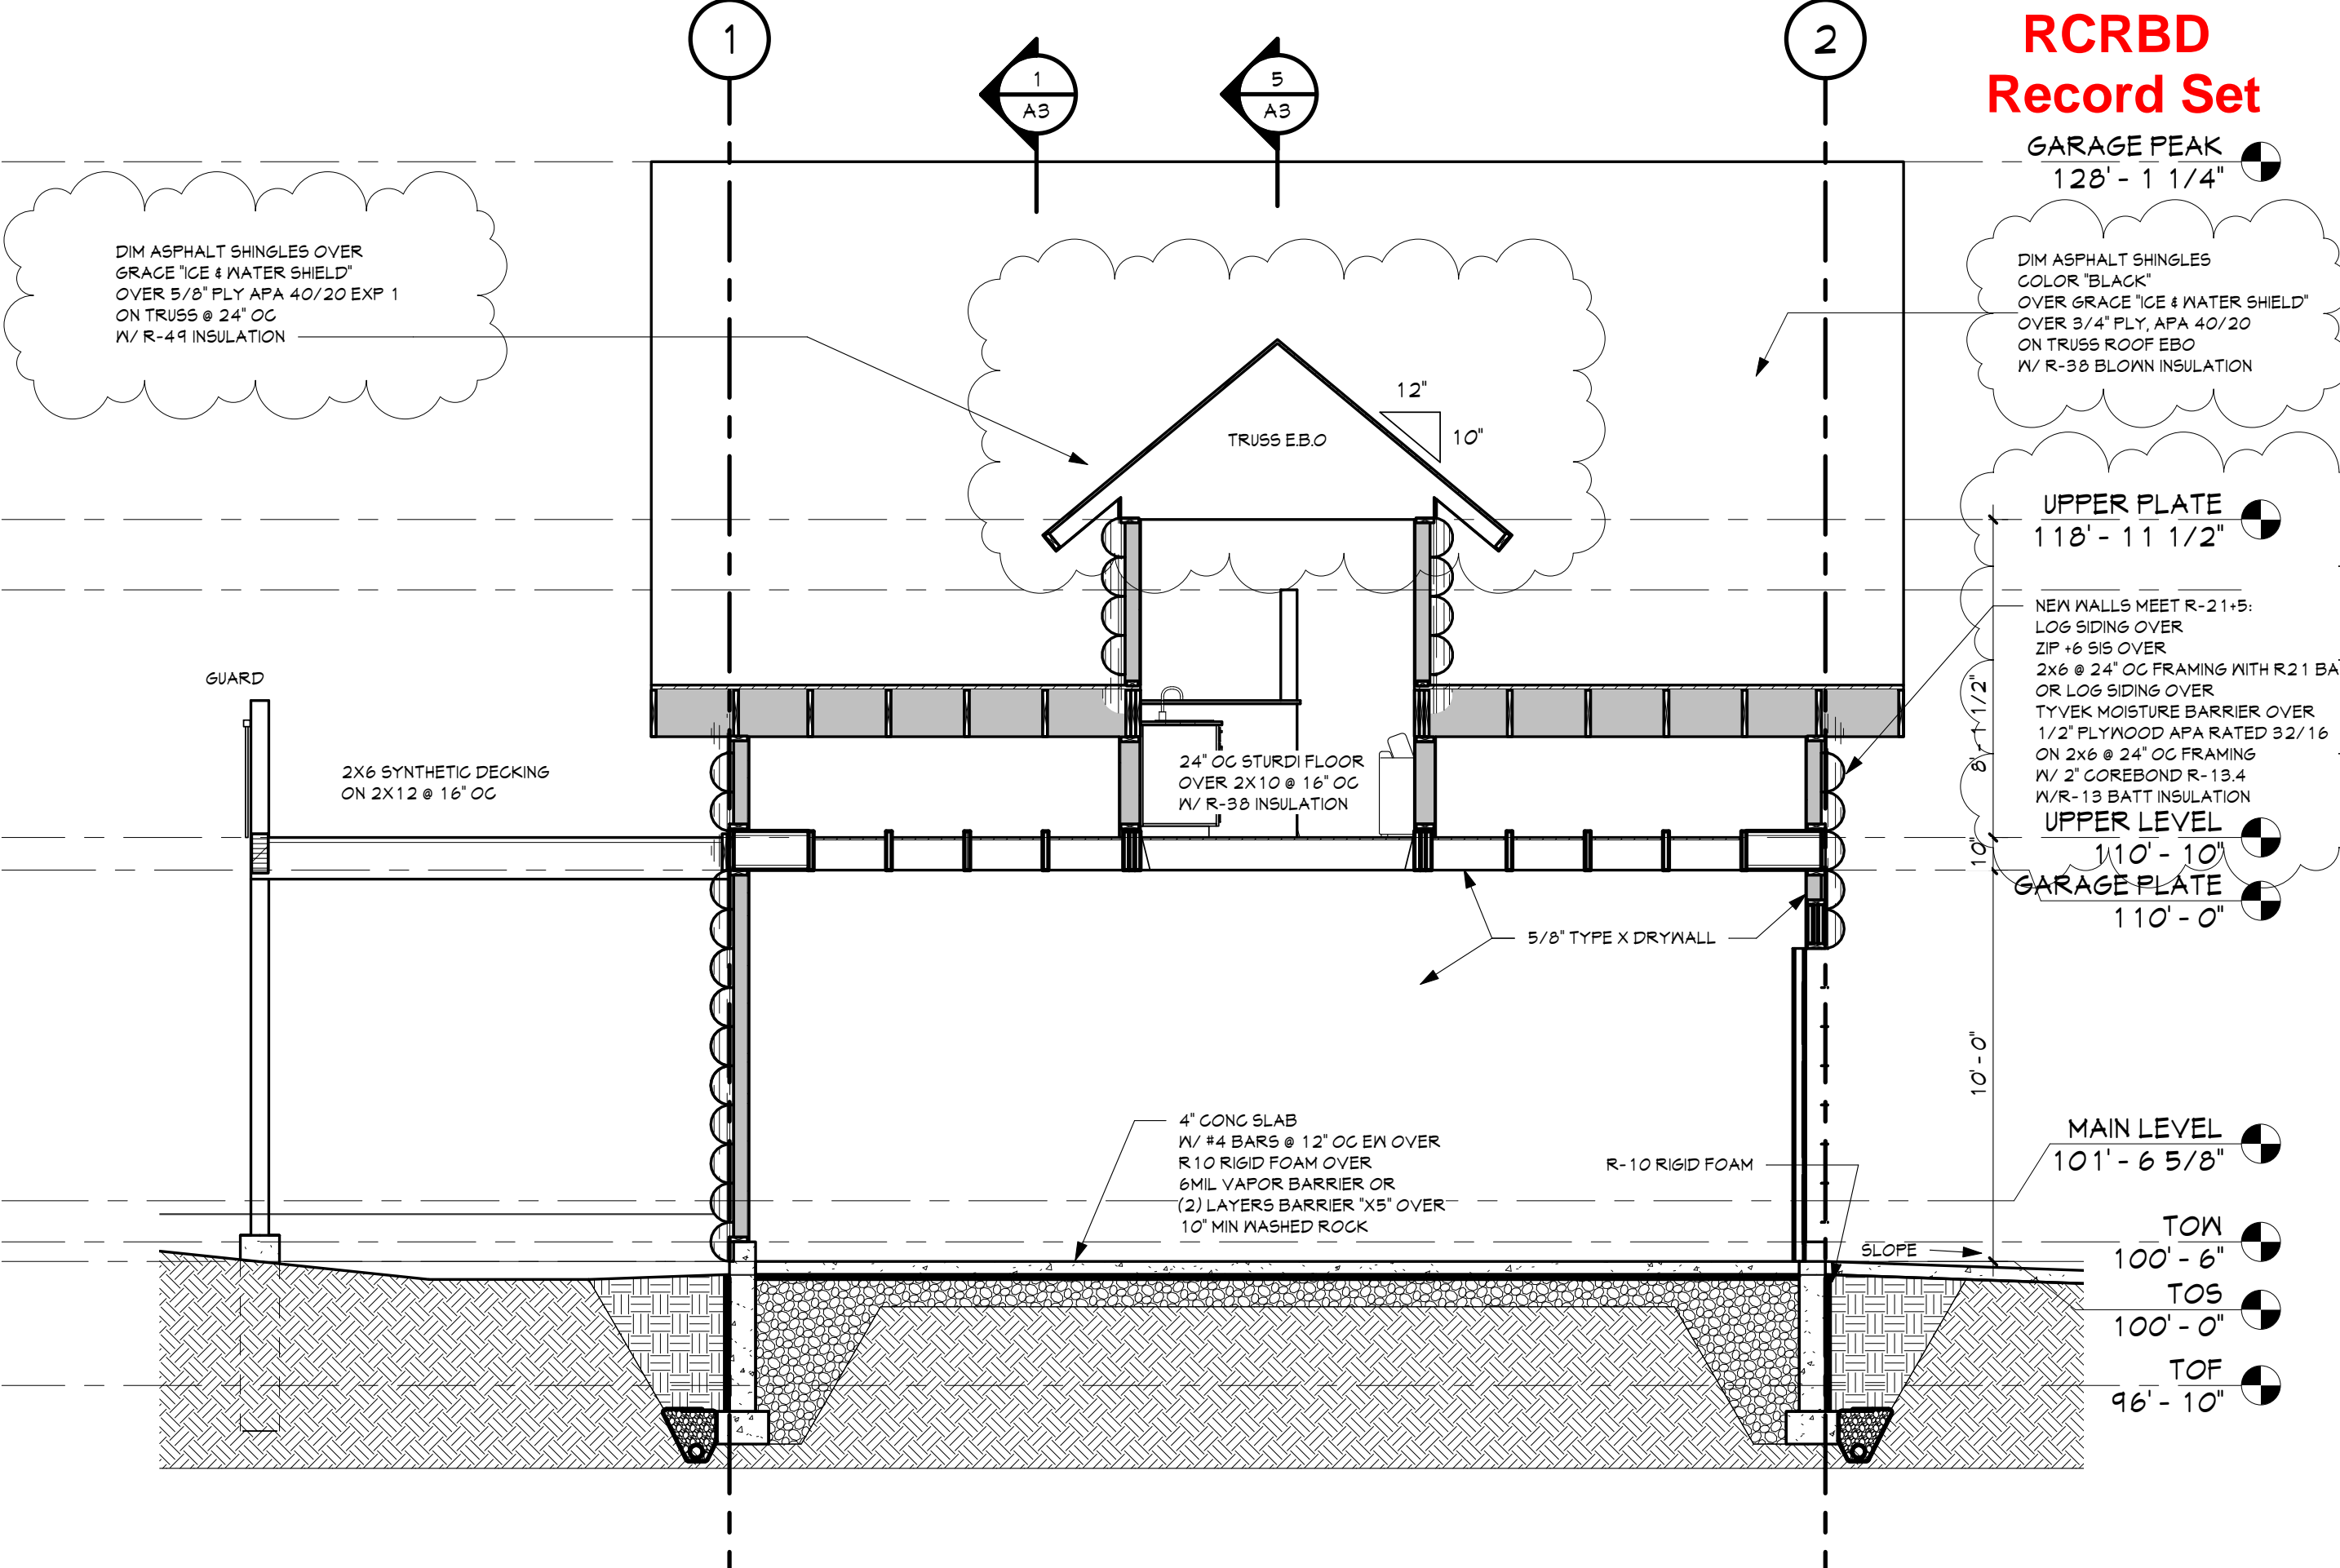 1
2
1
A3
5
A3
RCRBD
Record Set
GARAGE PEAK
128' - 1 1/4"
DIM ASPHALT SHINGLES OVER
GRACE "ICE & WATER SHIELD"
OVER 5/8" PLY APA 40/20 EXP 1
ON TRUSS @ 24" OC
W/ R-49 INSULATION
DIM ASPHALT SHINGLES
COLOR "BLACK"
OVER GRACE "ICE & WATER SHIELD"
OVER 3/4" PLY, APA 40/20
ON TRUSS ROOF EBO
W/ R-38 BLOWN INSULATION
12"
10"
TRUSS E.B.O
UPPER PLATE
118' - 11 1/2"
NEW WALLS MEET R-21+5:
LOG SIDING OVER
ZIP +6 SIS OVER
2x6 @ 24" OC FRAMING WITH R21 BA
OR LOG SIDING OVER
TYVEK MOISTURE BARRIER OVER
1/2" PLYWOOD APA RATED 32/16
ON 2x6 @ 24" OC FRAMING
W/ 2" COREBOND R-13.4
W/R-13 BATT INSULATION
8' - 1 1/2"
GUARD
2X6 SYNTHETIC DECKING
ON 2X12 @ 16" OC
24" OC STURDI FLOOR
OVER 2X10 @ 16" OC
W/ R-38 INSULATION
UPPER LEVEL
110' - 10"
10"
GARAGE PLATE
110' - 0"
5/8" TYPE X DRYWALL
10' - 0"
4" CONC SLAB
W/ #4 BARS @ 12" OC EW OVER
R10 RIGID FOAM OVER
6MIL VAPOR BARRIER OR
(2) LAYERS BARRIER "X5" OVER
10" MIN WASHED ROCK
R-10 RIGID FOAM
MAIN LEVEL
101' - 6 5/8"
SLOPE
TOW
100' - 6"
TOS
100' - 0"
TOF
96' - 10"